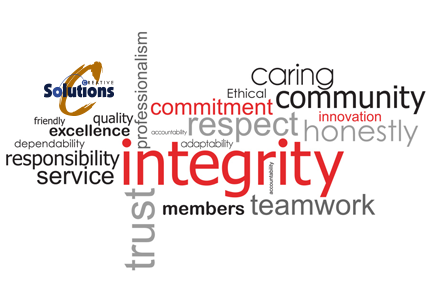 CREATIVE
Solutions
professionalism
caring
Ethical
community
commitment
innovation
friendly
quality
excellence
accountability
respect
honestly
dependability
adaptability
responsibility
integrity
service
accountability
trust
members
teamwork